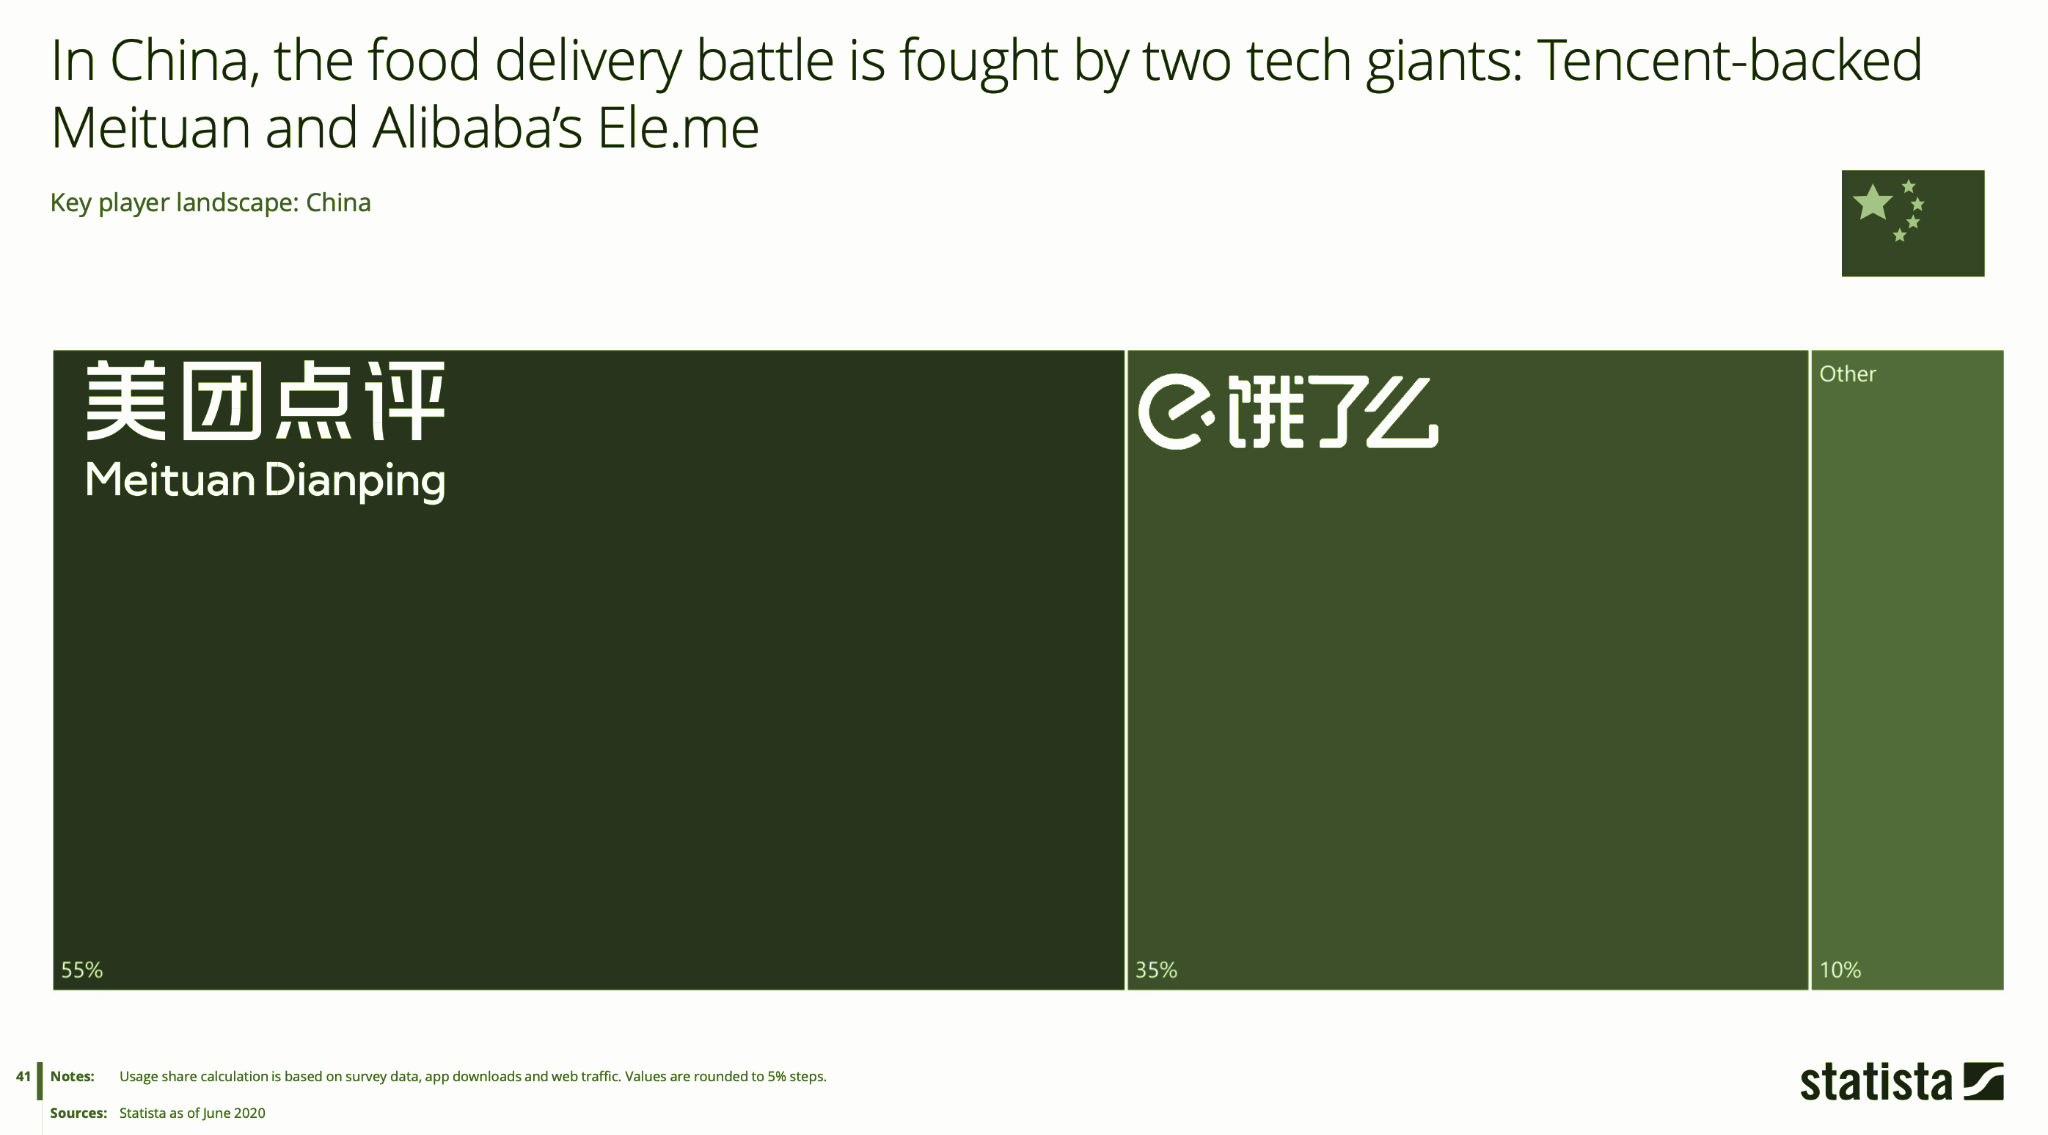 In China, the food delivery battle is fought by two tech giants: Tencent-backed
Meituan and Alibaba’s Ele.me
Key player landscape: China
美团点评
Meituan Dianping
55%
饿了么
35%
Other
10%
41
Notes: Usage share calculation is based on survey data, app downloads and web traffic. Values are rounded to 5% steps.
Sources: Statista as of June 2020
statista